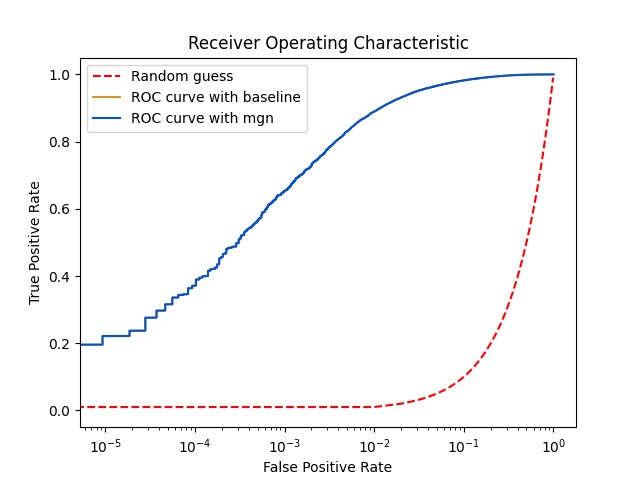 Receiver Operating Characteristic
Random guess
ROC curve with baseline
ROC curve with mgn
1.0
0.8
0.6
0.4
0.2
0.0
True Positive Rate
10⁻⁵ 10⁻⁴ 10⁻³ 10⁻² 10⁻¹ 10⁰
False Positive Rate